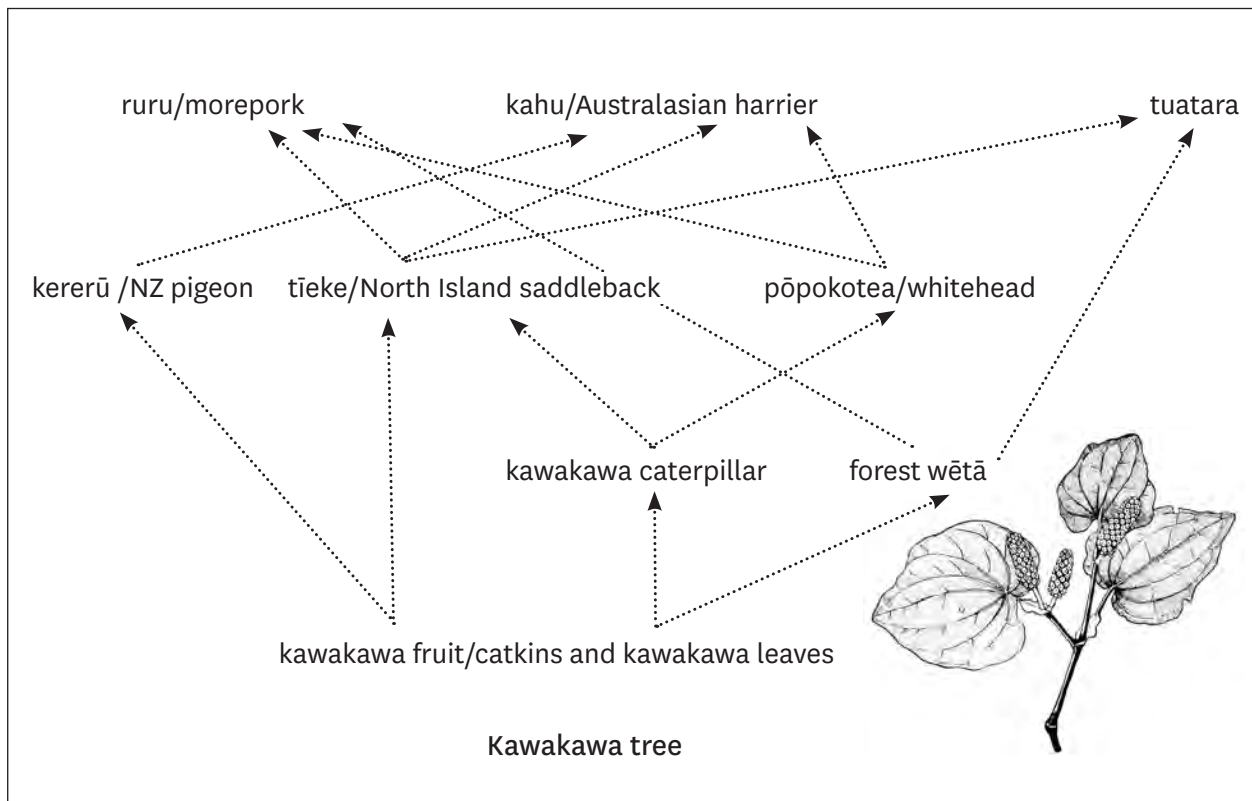 ruru/morepork
kahu/Australasian harrier
tuatara
kererū /NZ pigeon
tīeke/North Island saddleback
pōpokotea/whitehead
kawakawa caterpillar
forest wētā
kawakawa fruit/catkins and kawakawa leaves
Kawakawa tree